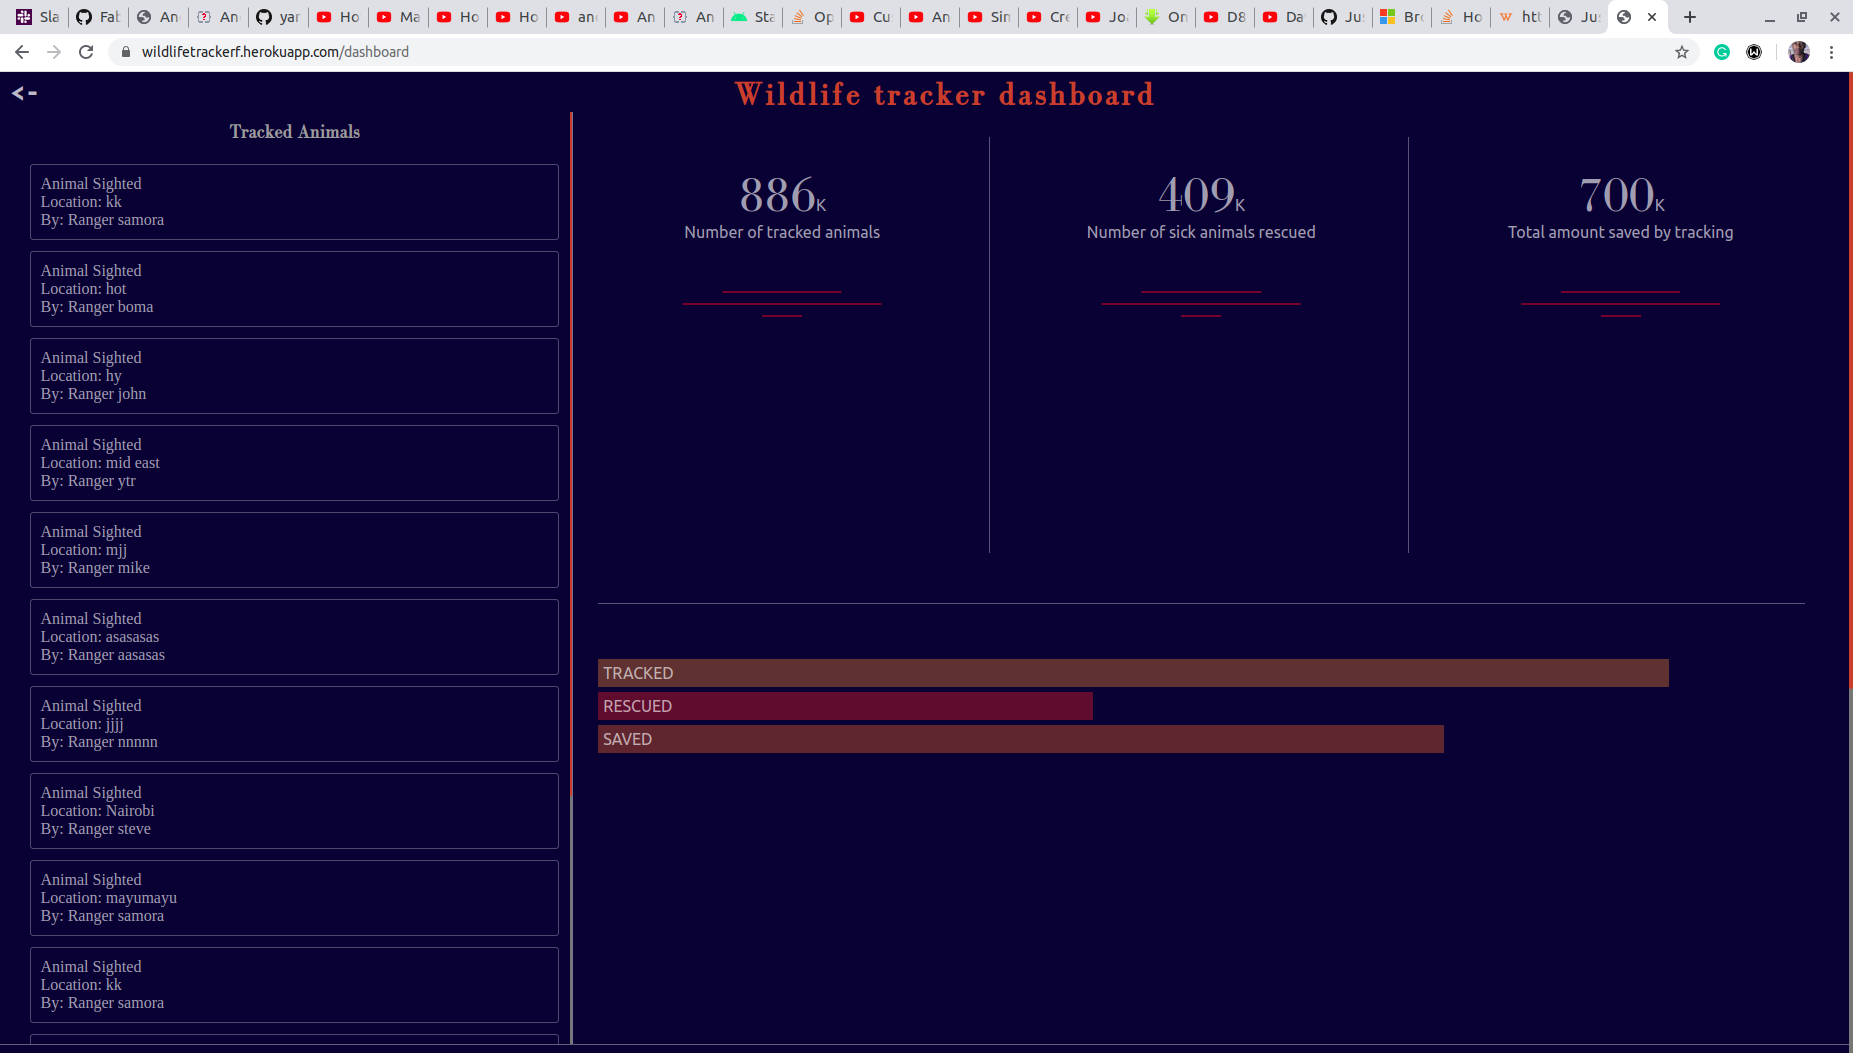 Sla
Fab
An
An
yar
Ho
Ma
Ho
Ho
an
An
An
Sta
Op
Cu
An
Sin
Cre
Jo
On
D8
Da
Jus
Bro
Ho
htt
Jus
wildlifetrackerf.herokuapp.com/dashboard
<-
Wildlife tracker dashboard
Tracked Animals
Animal Sighted
Location: kk
By: Ranger samora
Animal Sighted
Location: hot
By: Ranger boma
Animal Sighted
Location: hy
By: Ranger john
Animal Sighted
Location: mid east
By: Ranger ytr
Animal Sighted
Location: mjj
By: Ranger mike
Animal Sighted
Location: asasasas
By: Ranger aasasas
Animal Sighted
Location: jjjj
By: Ranger nnnnn
Animal Sighted
Location: Nairobi
By: Ranger steve
Animal Sighted
Location: mayumayu
By: Ranger samora
Animal Sighted
Location: kk
By: Ranger samora
886K
Number of tracked animals
409K
Number of sick animals rescued
700K
Total amount saved by tracking
TRACKED
RESCUED
SAVED